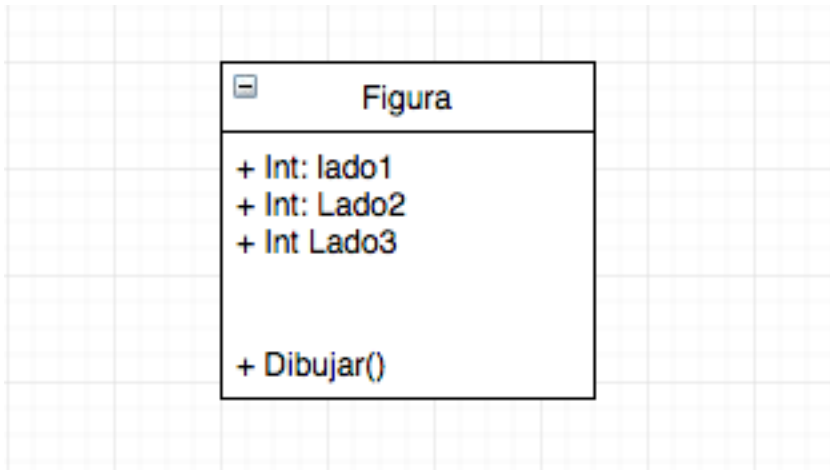 Figura
+ Int: lado1
+ Int: Lado2
+ Int Lado3
+ Dibujar()